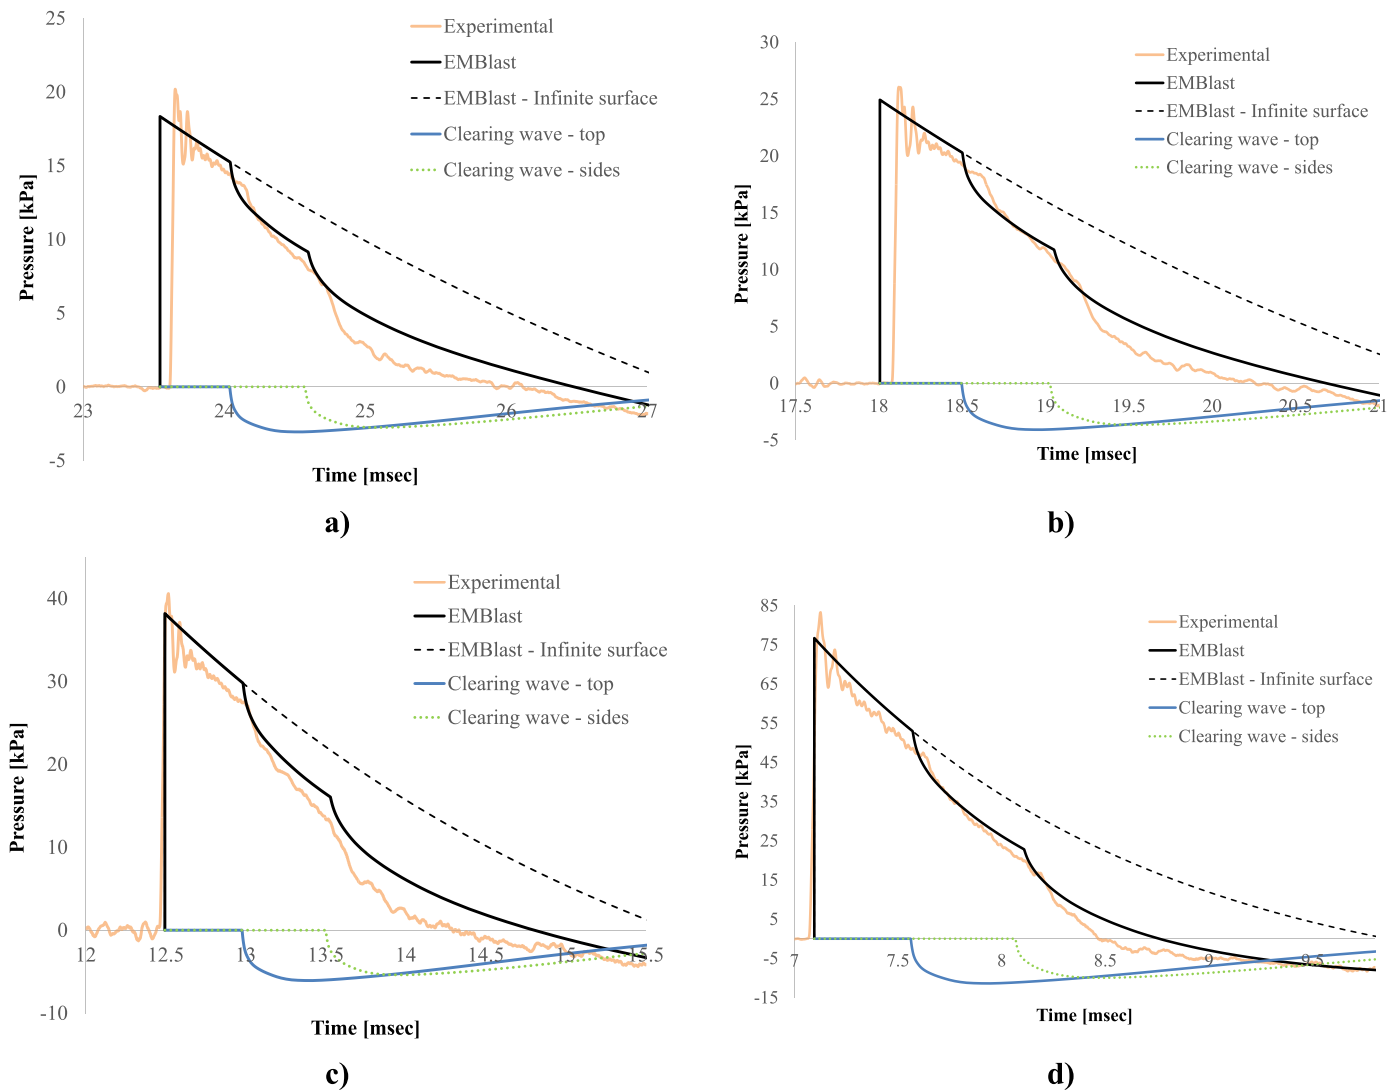 25
20
15
10
5
0
-5
23
24
25
26
27
Pressure [kPa]
Time [msec]
Experimental
EMBlast
EMBlast - Infinite surface
Clearing wave - top
Clearing wave - sides
a)
30
25
20
15
10
5
0
-5
17.5
18
18.5
19
19.5
20
20.5
21
Pressure [kPa]
Time [msec]
Experimental
EMBlast
EMBlast - Infinite surface
Clearing wave - top
Clearing wave - sides
b)
40
30
20
10
0
-10
12
12.5
13
13.5
14
14.5
15
15.5
Pressure [kPa]
Time [msec]
Experimental
EMBlast
EMBlast - Infinite surface
Clearing wave - top
Clearing wave - sides
c)
85
75
65
55
45
35
25
15
5
-5
-15
7
7.5
8
8.5
9
9.5
Pressure [kPa]
Time [msec]
Experimental
EMBlast
EMBlast - Infinite surface
Clearing wave - top
Clearing wave - sides
d)